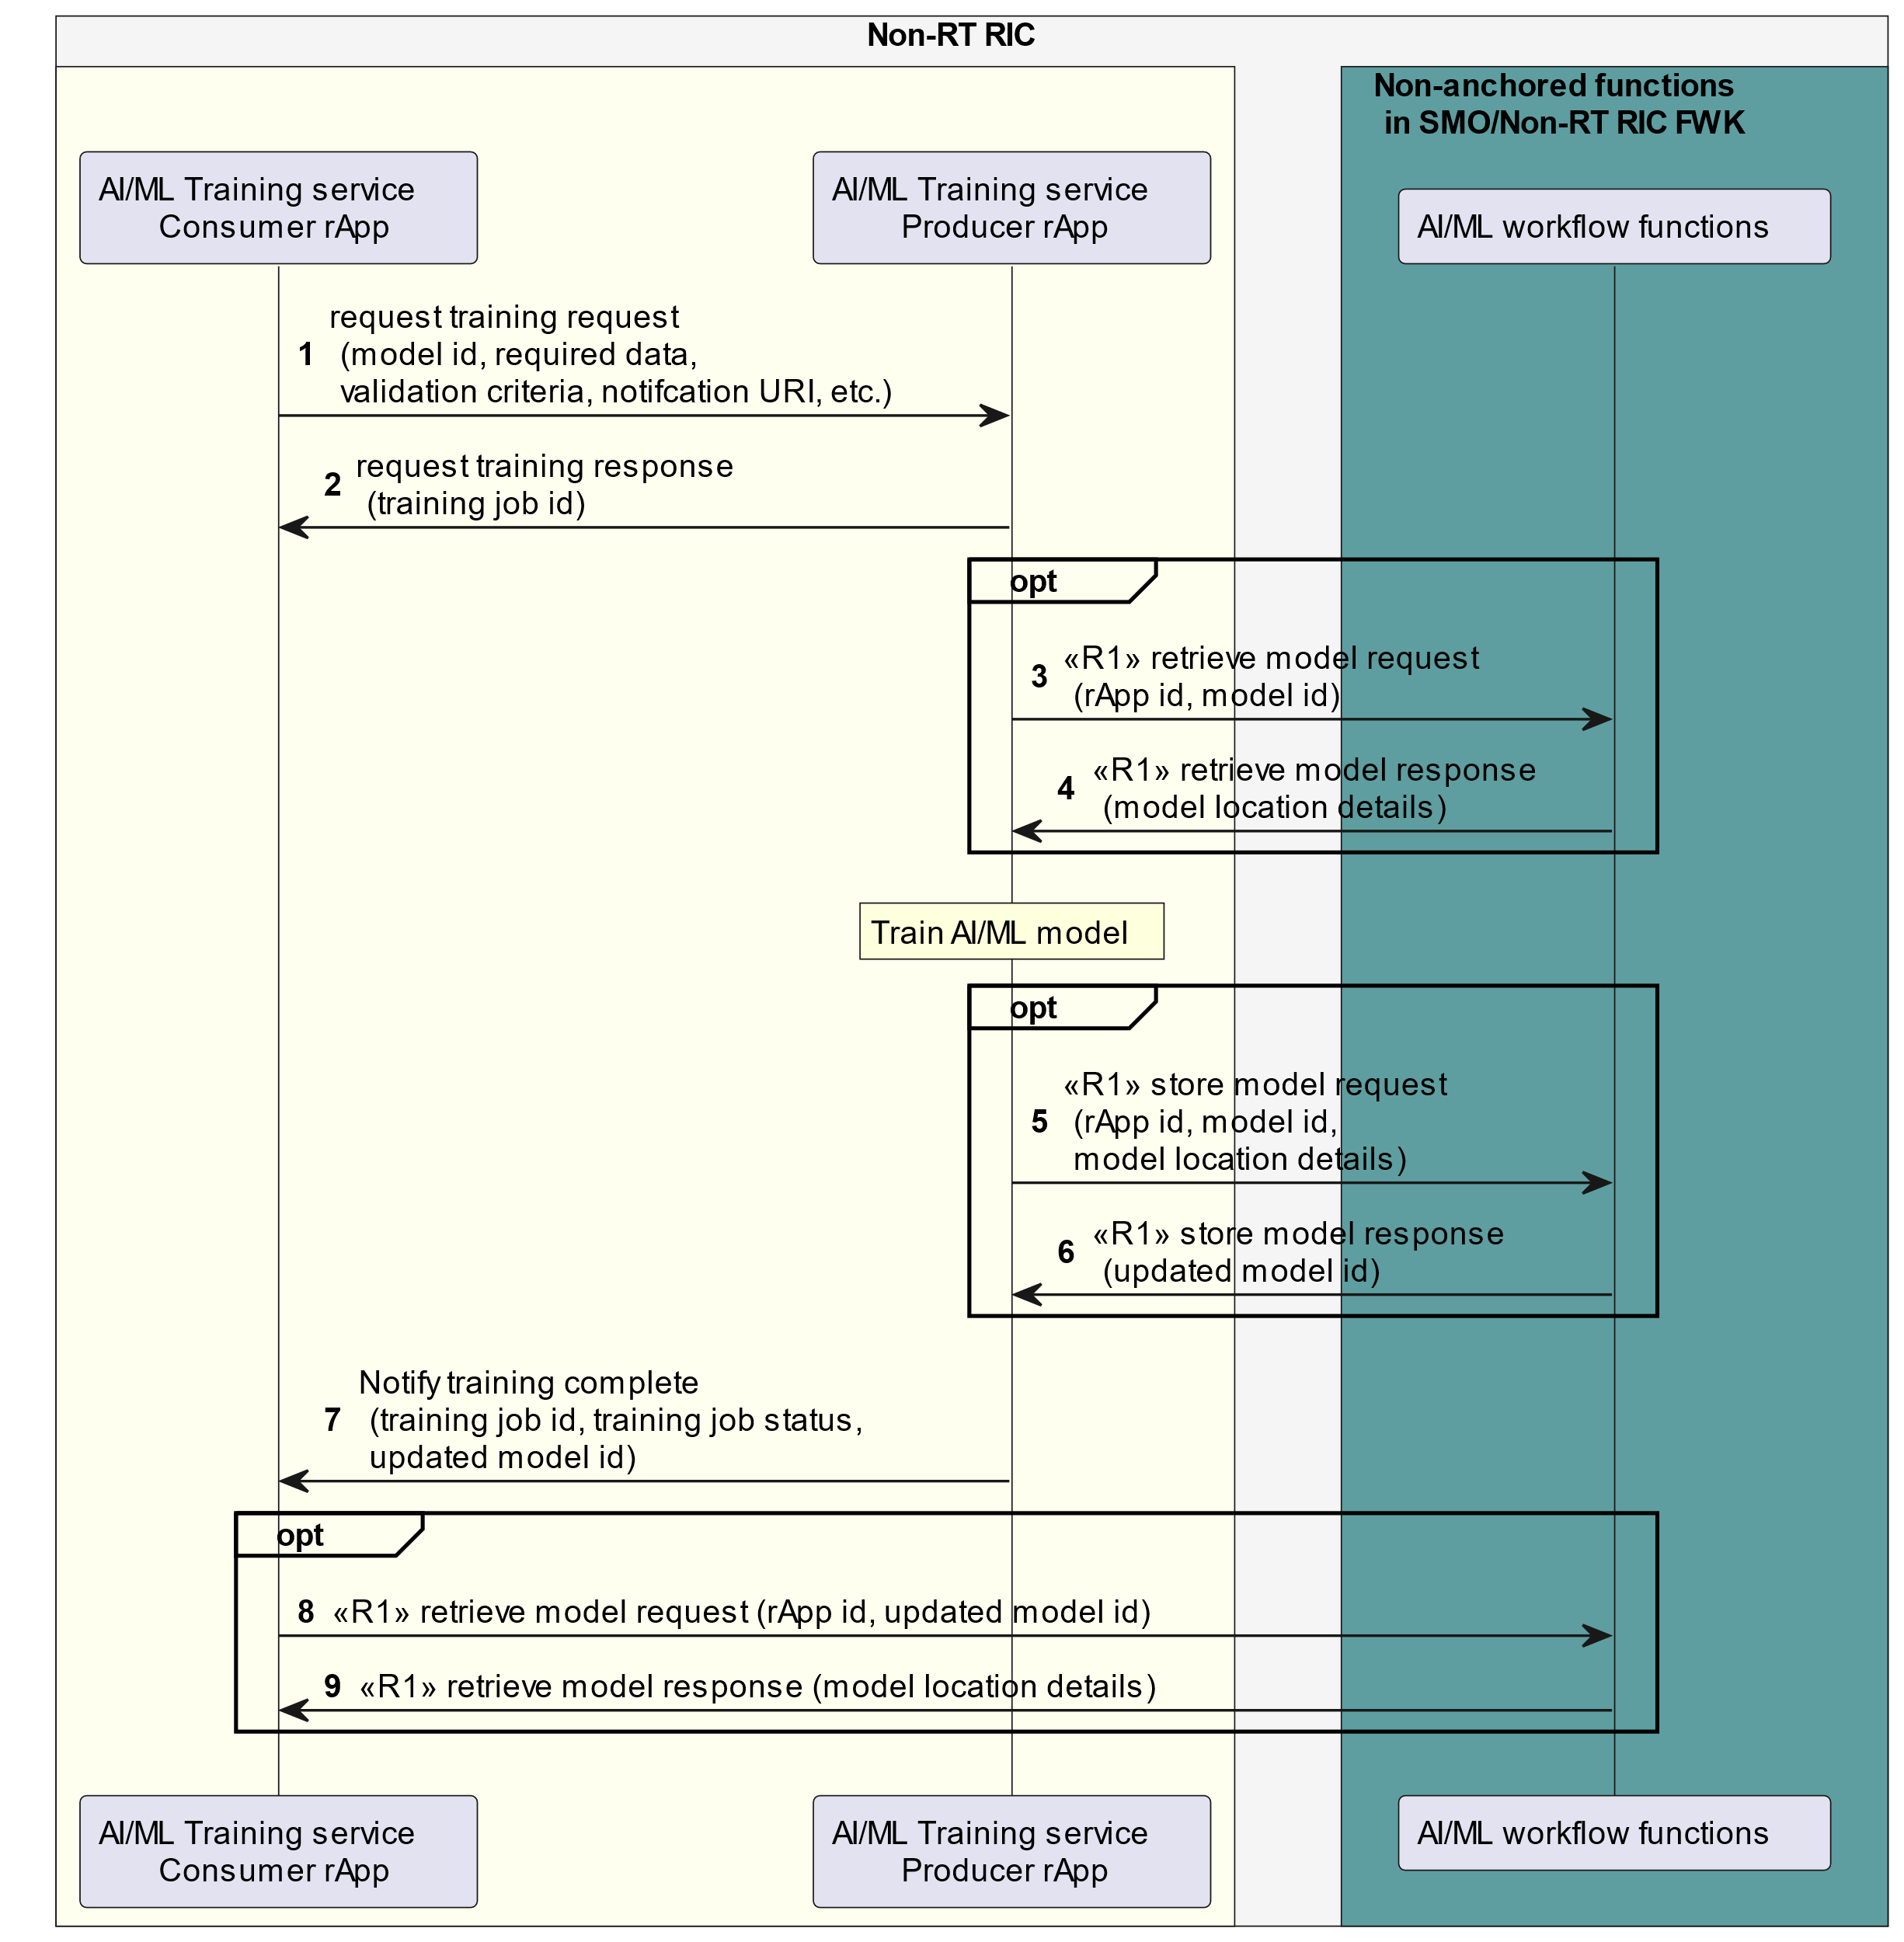 Non-RT RIC
Non-anchored functions
in SMO/Non-RT RIC FWK
AI/ML Training service
Consumer rApp
AI/ML Training service
Producer rApp
AI/ML workflow functions
request training request
1 (model id, required data,
validation criteria, notifcation URI, etc.)
2 request training response
(training job id)
opt
3 «R1» retrieve model request
(rApp id, model id)
4 «R1» retrieve model response
(model location details)
Train AI/ML model
opt
«R1» store model request
5 (rApp id, model id,
model location details)
6 «R1» store model response
(updated model id)
Notify training complete
7 (training job id, training job status,
updated model id)
opt
8 «R1» retrieve model request (rApp id, updated model id)
9 «R1» retrieve model response (model location details)
AI/ML Training service
Consumer rApp
AI/ML Training service
Producer rApp
AI/ML workflow functions